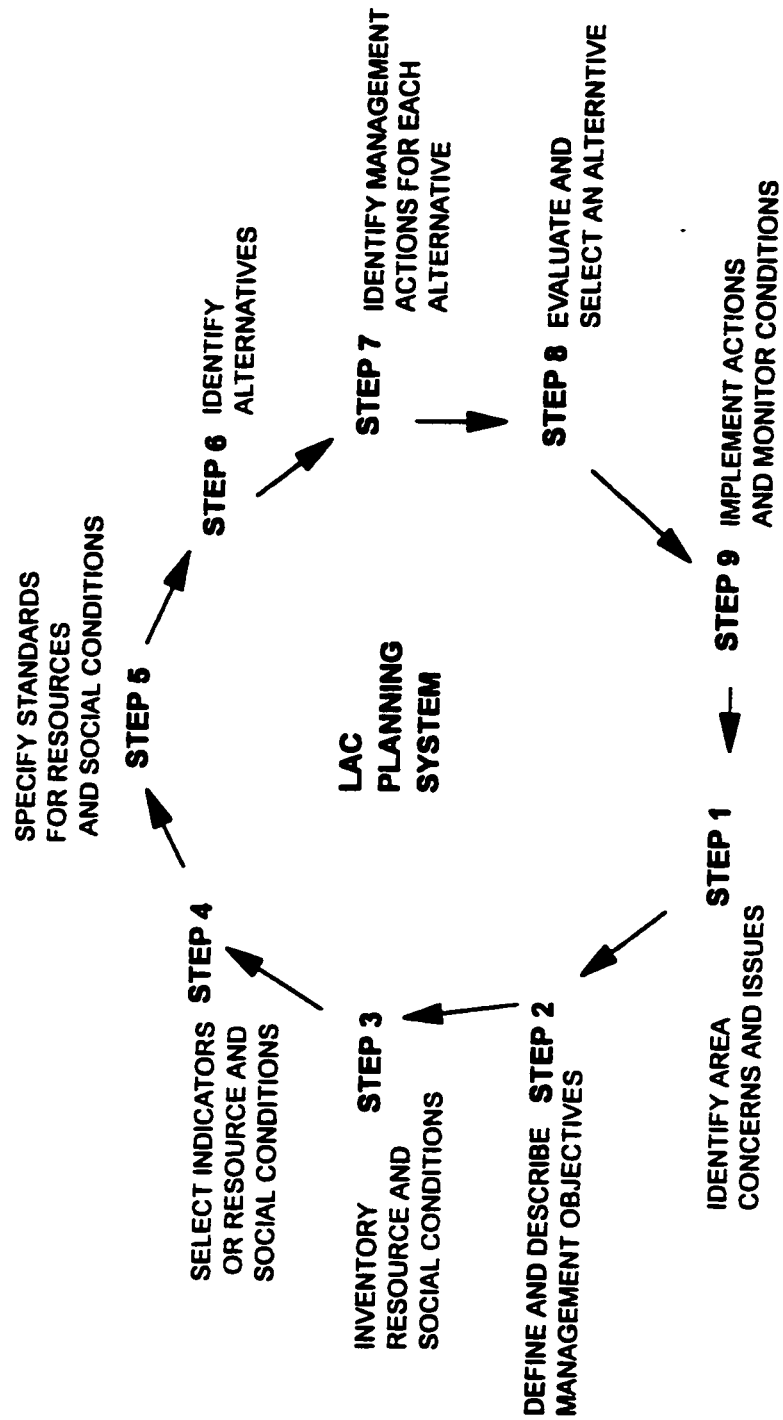 SPECIFY STANDARDS
FOR RESOURCES
AND SOCIAL CONDITIONS
STEP 5
SELECT INDICATORS
OR RESOURCE AND
SOCIAL CONDITIONS
STEP 4
STEP 6 IDENTIFY
ALTERNATIVES
INVENTORY
RESOURCE AND
SOCIAL CONDITIONS
STEP 3
LAC
PLANNING
SYSTEM
STEP 7 IDENTIFY MANAGEMENT
ACTIONS FOR EACH
ALTERNATIVE
DEFINE AND DESCRIBE STEP 2
MANAGEMENT OBJECTIVES
STEP 8 EVALUATE AND
SELECT AN ALTERNTIVE
STEP 1
IDENTIFY AREA
CONCERNS AND ISSUES
STEP 9 IMPLEMENT ACTIONS
AND MONITOR CONDITIONS